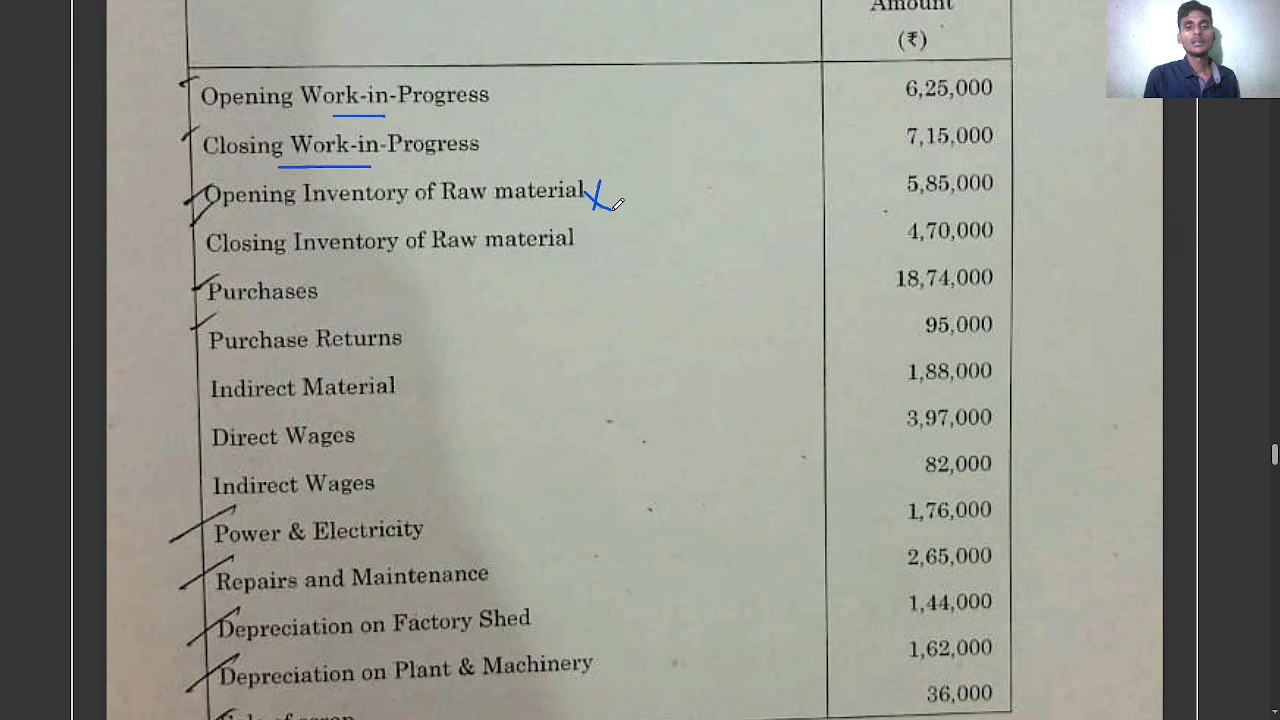 Amount
(₹)
Opening Work-in-Progress 6,25,000
Closing Work-in-Progress 7,15,000
Opening Inventory of Raw material 5,85,000
Closing Inventory of Raw material 4,70,000
Purchases 18,74,000
Purchase Returns 95,000
Indirect Material 1,88,000
Direct Wages 3,97,000
Indirect Wages 82,000
Power & Electricity 1,76,000
Repairs and Maintenance 2,65,000
Depreciation on Factory Shed 1,44,000
Depreciation on Plant & Machinery 1,62,000
Sale of scrap 36,000